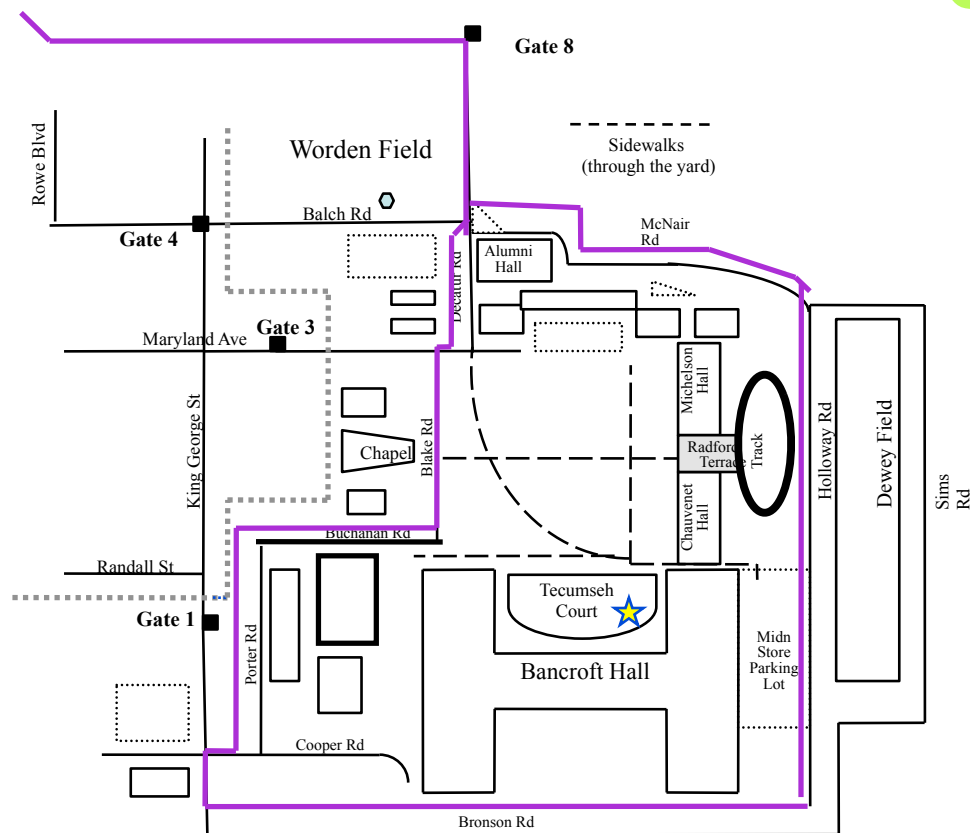 Gate 8
Rowe Blvd
Worden Field
Sidewalks
(through the yard)
Balch Rd
McNair
Rd
Gate 4
Alumni
Hall
Decatur Rd
Gate 3
Maryland Ave
Michelson
Hall
King George St
Chapel
Blake Rd
Radford
Terrace
Track
Holloway Rd
Dewey Field
Sims
Rd
Chauvenet
Hall
Buchanan Rd
Randall St
Tecumseh
Court
Gate 1
Porter Rd
Midn
Store
Parking
Lot
Bancroft Hall
Cooper Rd
Bronson Rd